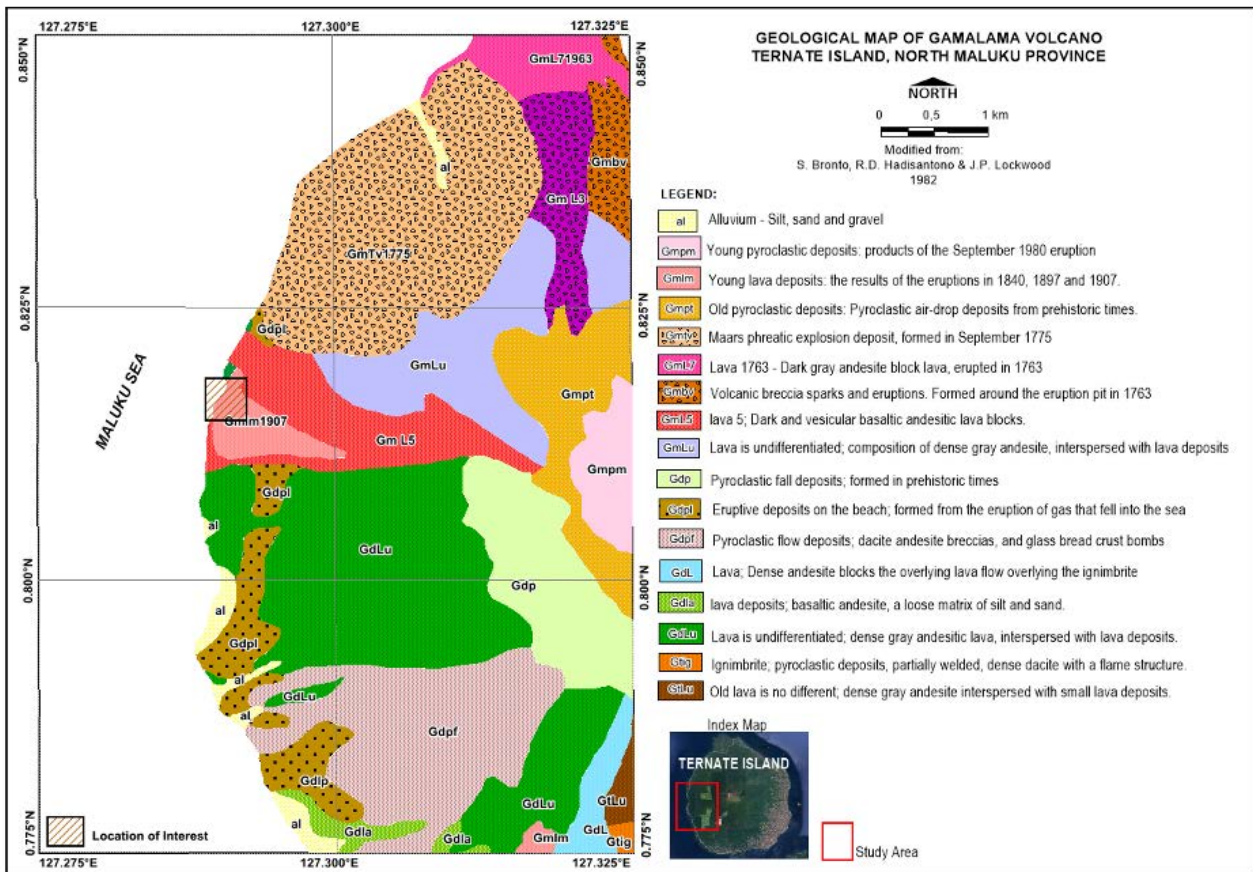 127.275°E
127.300°E
127.325°E
0.850°N
0.850°N
GmL71963
al
Gmbv
Gm L3
GmTv1775
0.825°N
0.825°N
Gdpl
GmLu
Gmpt
MALUKU SEA
Gmlm1907
Gm L5
Gmpm
Gdpl
al
GdLu
0.800°N
0.800°N
Gdp
al
Gdpl
al
GdLu
al
Gdpf
Gdlp
GdLu
GtLu
al
Gdla
Gdla
Gmlm
GdL
Gtig
0.775°N
0.775°N
Location of Interest
127.275°E
127.300°E
127.325°E
GEOLOGICAL MAP OF GAMALAMA VOLCANO
TERNATE ISLAND, NORTH MALUKU PROVINCE
NORTH
0 0,5 1 km
Modified from:
S. Bronto, R.D. Hadisantono & J.P. Lockwood
1982
LEGEND:
al Alluvium - Silt, sand and gravel
Gmpm Young pyroclastic deposits: products of the September 1980 eruption
Gmlm Young lava deposits: the results of the eruptions in 1840, 1897 and 1907.
Gmpt Old pyroclastic deposits: Pyroclastic air-drop deposits from prehistoric times.
Gmtv Maars phreatic explosion deposit, formed in September 1775
GmL7 Lava 1763 - Dark gray andesite block lava, erupted in 1763
Gmbv Volcanic breccia sparks and eruptions. Formed around the eruption pit in 1763
GmL5 lava 5; Dark and vesicular basaltic andesitic lava blocks.
GmLu Lava is undifferentiated; composition of dense gray andesite, interspersed with lava deposits
Gdp Pyroclastic fall deposits; formed in prehistoric times
Gdpl Eruptive deposits on the beach; formed from the eruption of gas that fell into the sea
Gdpf Pyroclastic flow deposits; dacite andesite breccias, and glass bread crust bombs
GdL Lava; Dense andesite blocks the overlying lava flow overlying the ignimbrite
Gdla lava deposits; basaltic andesite, a loose matrix of silt and sand.
GdLu Lava is undifferentiated; dense gray andesitic lava, interspersed with lava deposits.
Gtig Ignimbrite; pyroclastic deposits, partially welded, dense dacite with a flame structure.
GtLu Old lava is no different; dense gray andesite interspersed with small lava deposits.
Index Map
TERNATE ISLAND
Study Area